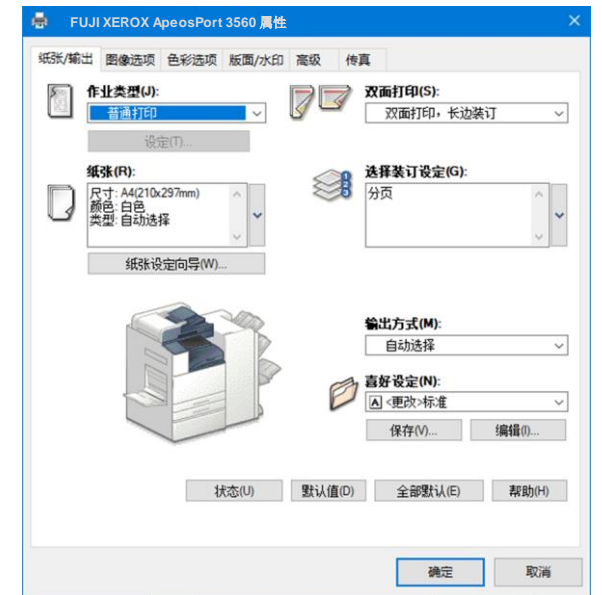 FUJI XEROX ApeosPort 3560 属性
纸张/输出 图像选项 色彩选项 版面/水印 高级 传真
作业类型(J):
普通打印
设定(T)...
双面打印(S):
双面打印，长边装订
纸张(R):
尺寸: A4(210x297mm)
颜色: 白色
类型: 自动选择
纸张设定向导(W)...
选择装订设定(G):
1
2
3
分页
输出方式(M):
自动选择
喜好设定(N):
A <更改>标准
保存(V)... 编辑(I)...
状态(U) 默认值(D) 全部默认(E) 帮助(H)
确定 取消